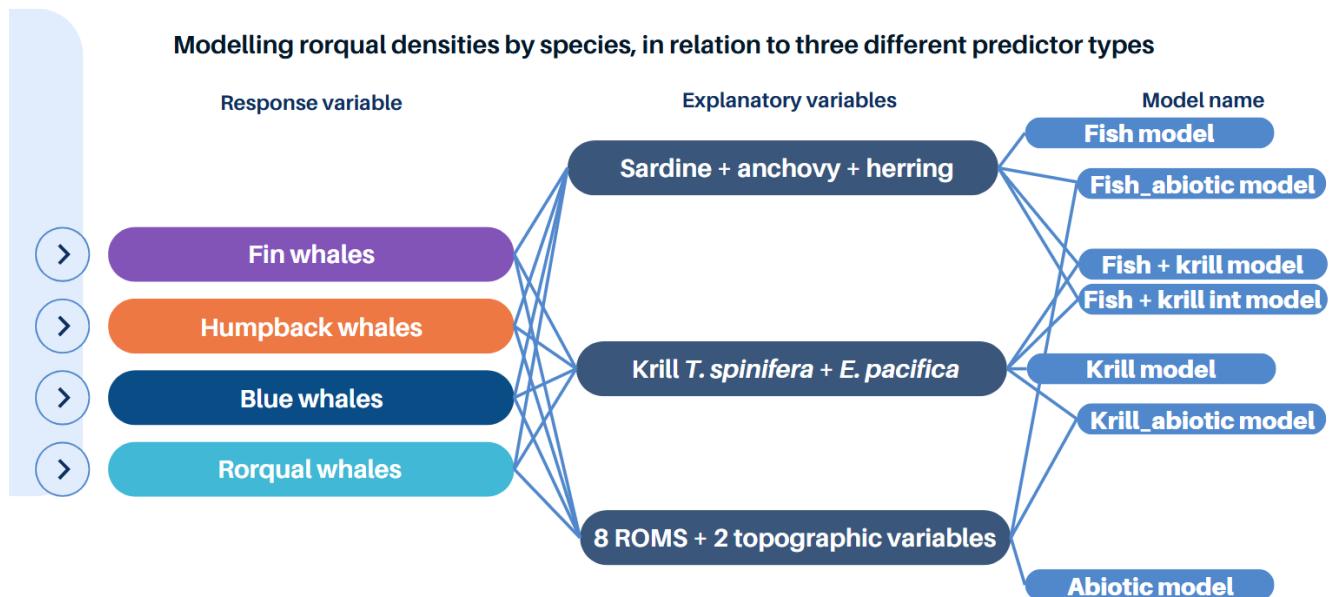 Modelling rorqual densities by species, in relation to three different predictor types
Response variable
Explanatory variables
Model name
Fin whales
Humpback whales
Blue whales
Rorqual whales
Sardine + anchovy + herring
Krill T. spinifera + E. pacifica
8 ROMS + 2 topographic variables
Fish model
Fish_abiotic model
Fish + krill model
Fish + krill int model
Krill model
Krill_abiotic model
Abiotic model